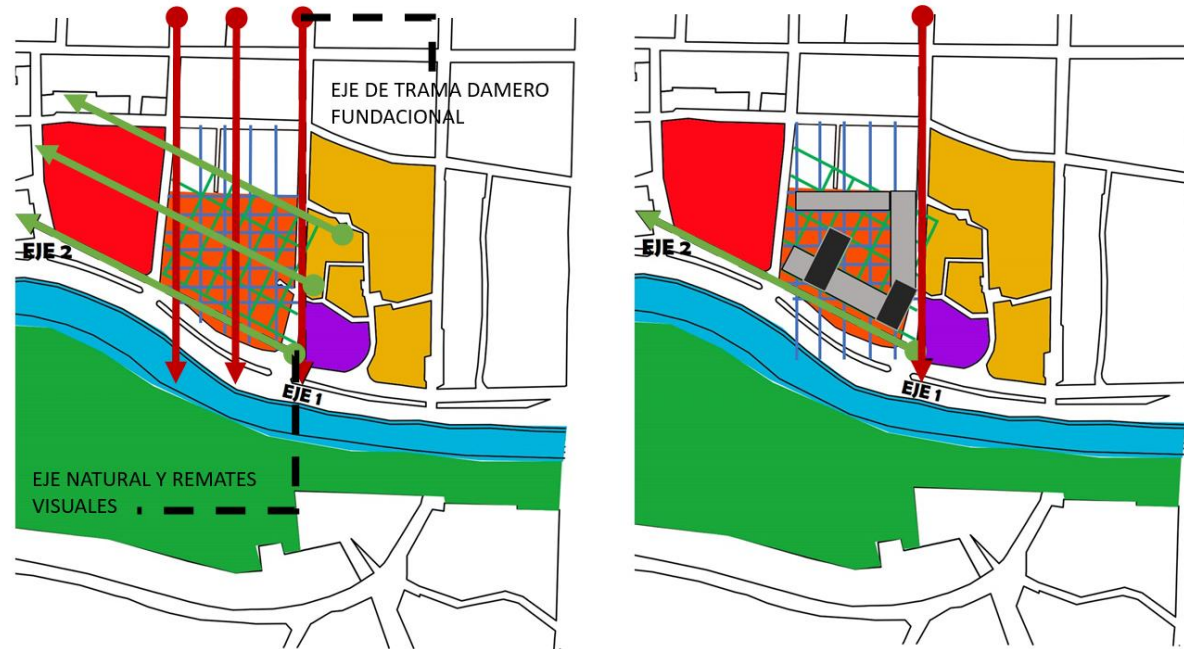 EJE DE TRAMA DAMERO
FUNDACIONAL
EJE 2
EJE 1
EJE NATURAL Y REMATES
VISUALES
EJE 2
EJE 1